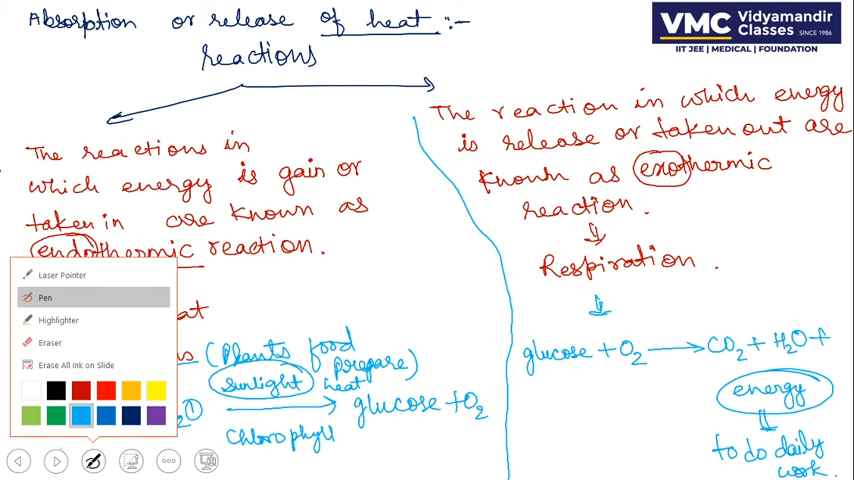 Absorption or release of heat :-
reactions
VMC Vidyamandir Classes SINCE 1986
IIT JEE | MEDICAL | FOUNDATION
The reactions in
which energy is gain or
taken in are known as
endothermic reaction.
at
s (Plants food
prepare)
sunlight heat
glucose + O2
chlorophyll
The reaction in which energy
is release or taken out are
known as exothermic
reaction.
Respiration.
glucose + O2 → CO2 + H2O +
energy
to do daily
work.
Laser Pointer
Pen
Highlighter
Eraser
Erase All Ink on Slide